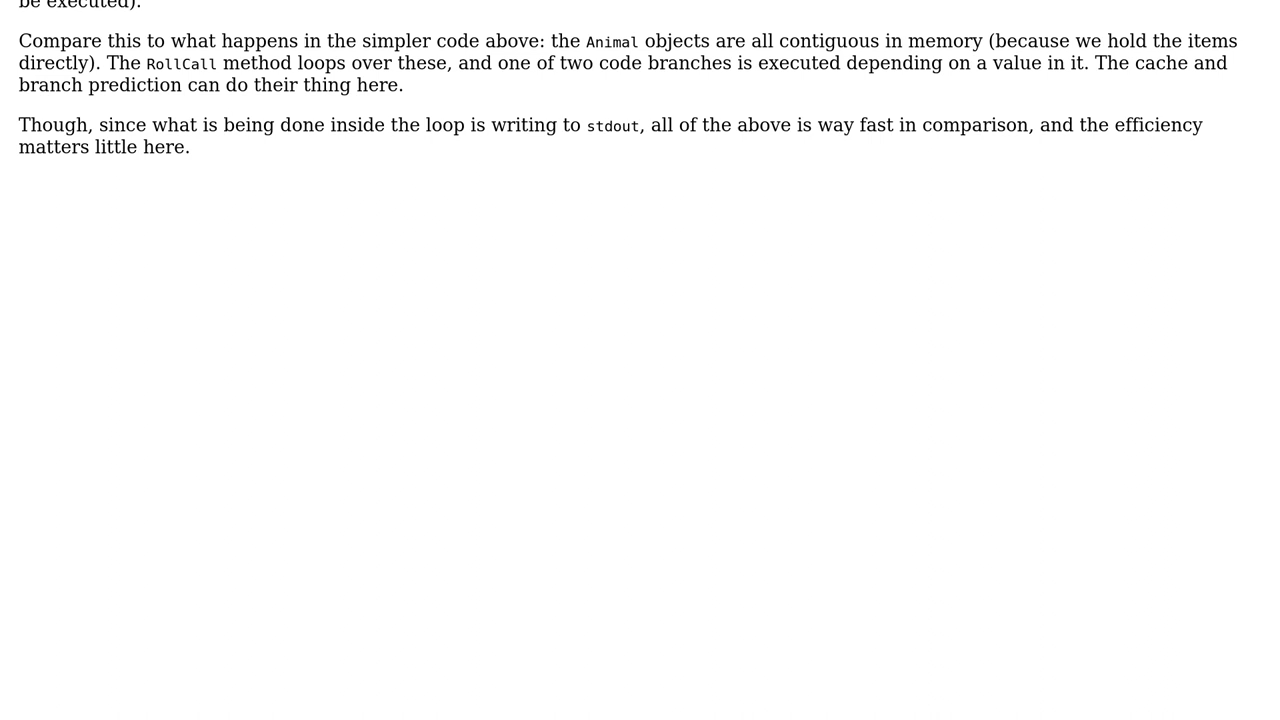 be executed).
Compare this to what happens in the simpler code above: the Animal objects are all contiguous in memory (because we hold the items
directly). The RollCall method loops over these, and one of two code branches is executed depending on a value in it. The cache and
branch prediction can do their thing here.
Though, since what is being done inside the loop is writing to stdout, all of the above is way fast in comparison, and the efficiency
matters little here.